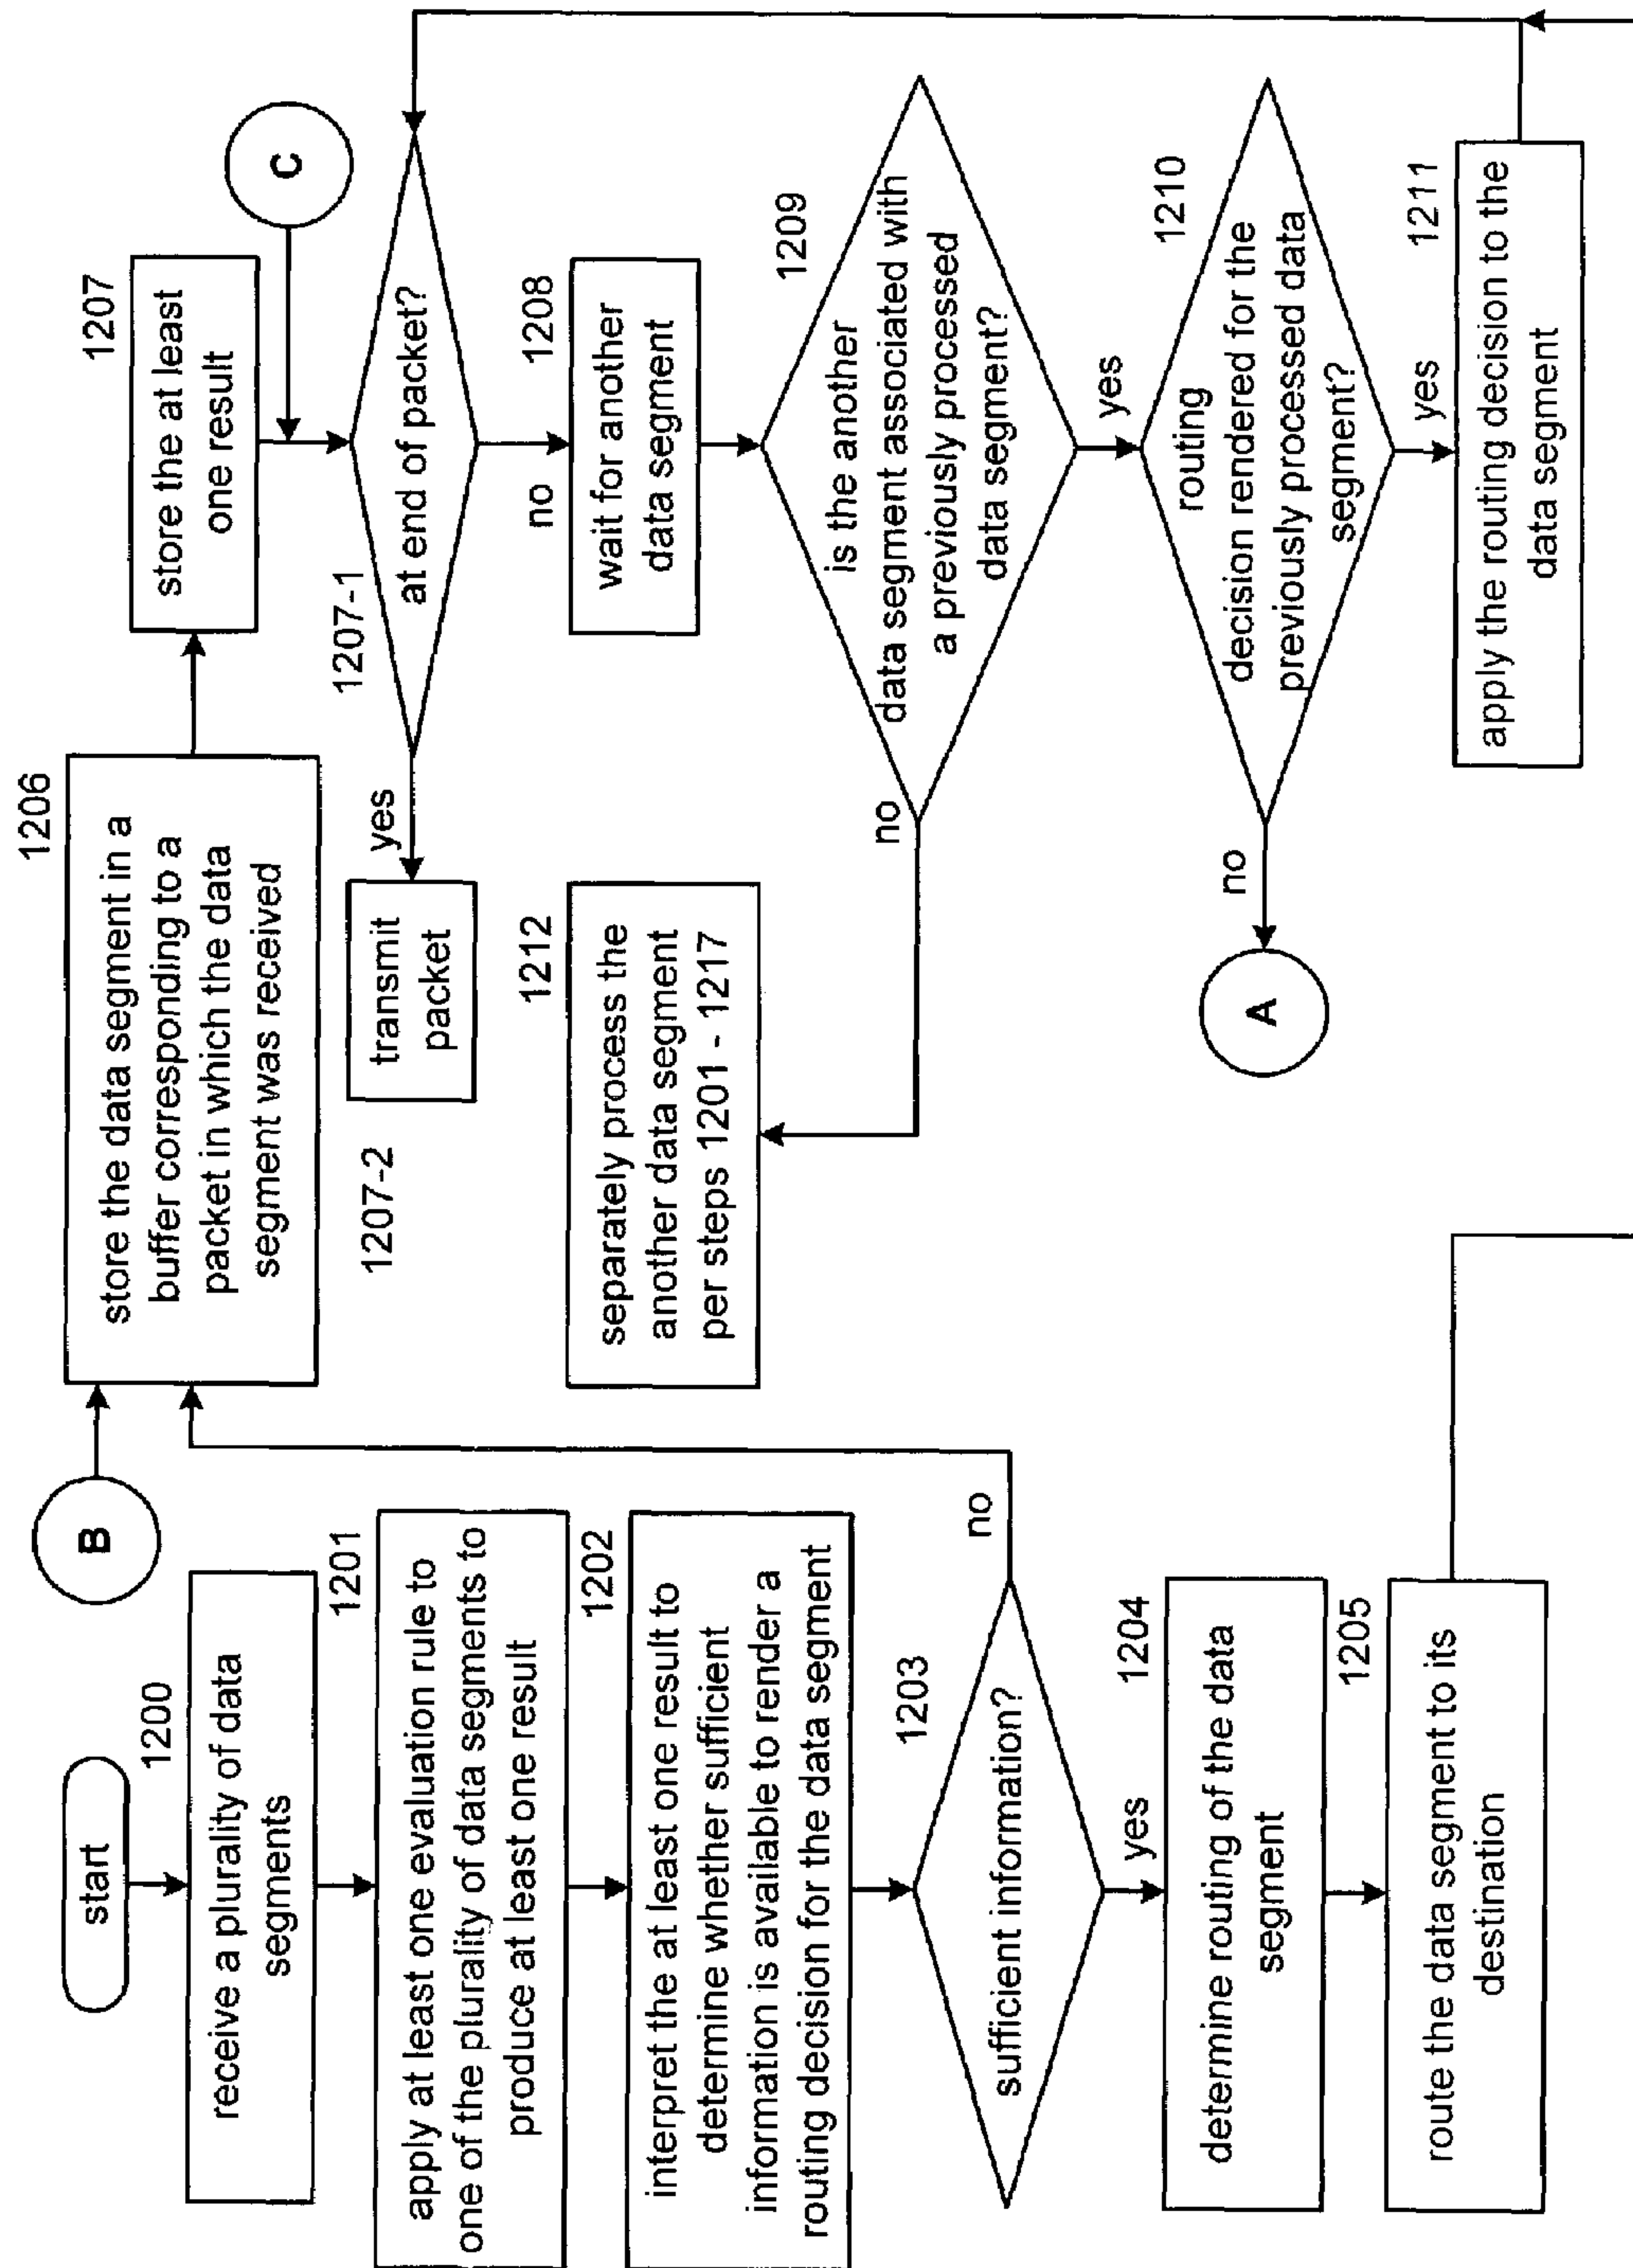 start
1200
receive a plurality of data
segments
1201
apply at least one evaluation rule to
one of the plurality of data segments to
produce at least one result
1202
interpret the at least one result to
determine whether sufficient
information is available to render a
routing decision for the data segment
1203
sufficient information?
no
yes
1204
determine routing of the data
segment
1205
route the data segment to its
destination
B
1206
store the data segment in a
buffer corresponding to a
packet in which the data
segment was received
1207
store the at least
one result
C
1207-1
at end of packet?
yes
1207-2
transmit
packet
no
1208
wait for another
data segment
1209
is the another
data segment associated with
a previously processed
data segment?
no
1212
separately process the
another data segment
per steps 1201 - 1217
yes
1210
routing
decision rendered for the
previously processed data
segment?
no
A
yes
1211
apply the routing decision to the
data segment